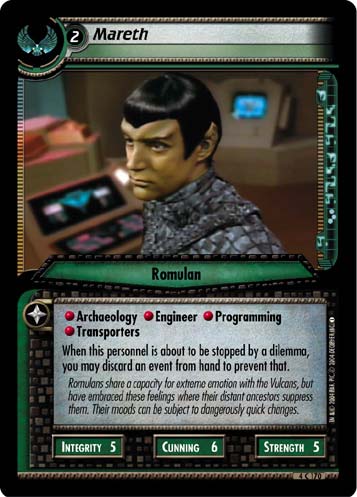 2 Mareth
Romulan
Archaeology Engineer Programming
Transporters
When this personnel is about to be stopped by a dilemma,
you may discard an event from hand to prevent that.
Romulans share a capacity for extreme emotion with the Vulcans, but
have embraced these feelings where their distant ancestors suppress
them. Their moods can be subject to dangerously quick changes.
INTEGRITY 5 CUNNING 6 STRENGTH 5
4 C 170